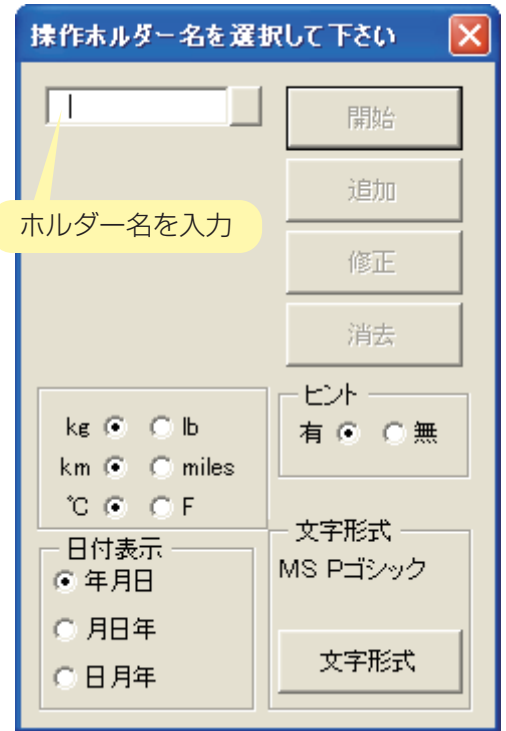 操作ホルダー名を選択して下さい
開始
追加
ホルダー名を入力
修正
消去
kg lb
km miles
℃ F
ヒント
有 無
日付表示
年月日
月日年
日月年
文字形式
MS Pゴシック
文字形式